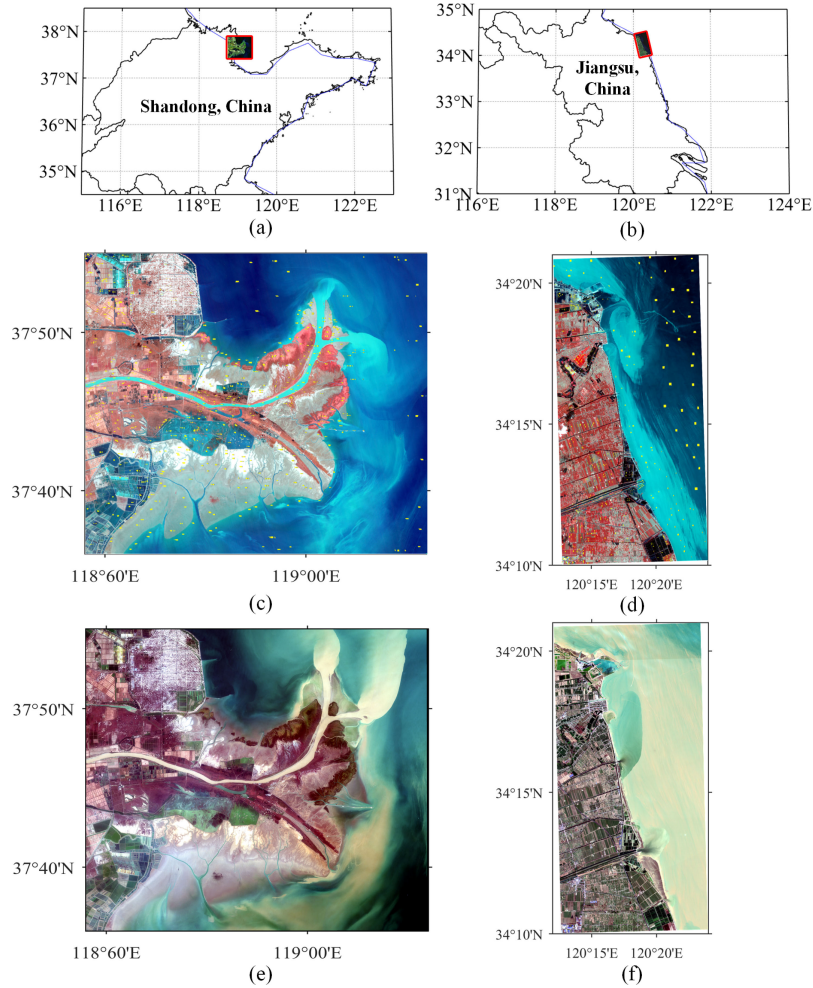 38°N
37°N
36°N
35°N
Shandong, China
116°E 118°E 120°E 122°E
(a)
35°N
34°N
33°N
32°N
31°N
Jiangsu,
China
116°E 118°E 120°E 122°E 124°E
(b)
37°50'N
37°40'N
118°60'E 119°00'E
(c)
34°20'N
34°15'N
34°10'N
120°15'E 120°20'E
(d)
37°50'N
37°40'N
118°60'E 119°00'E
(e)
34°20'N
34°15'N
34°10'N
120°15'E 120°20'E
(f)